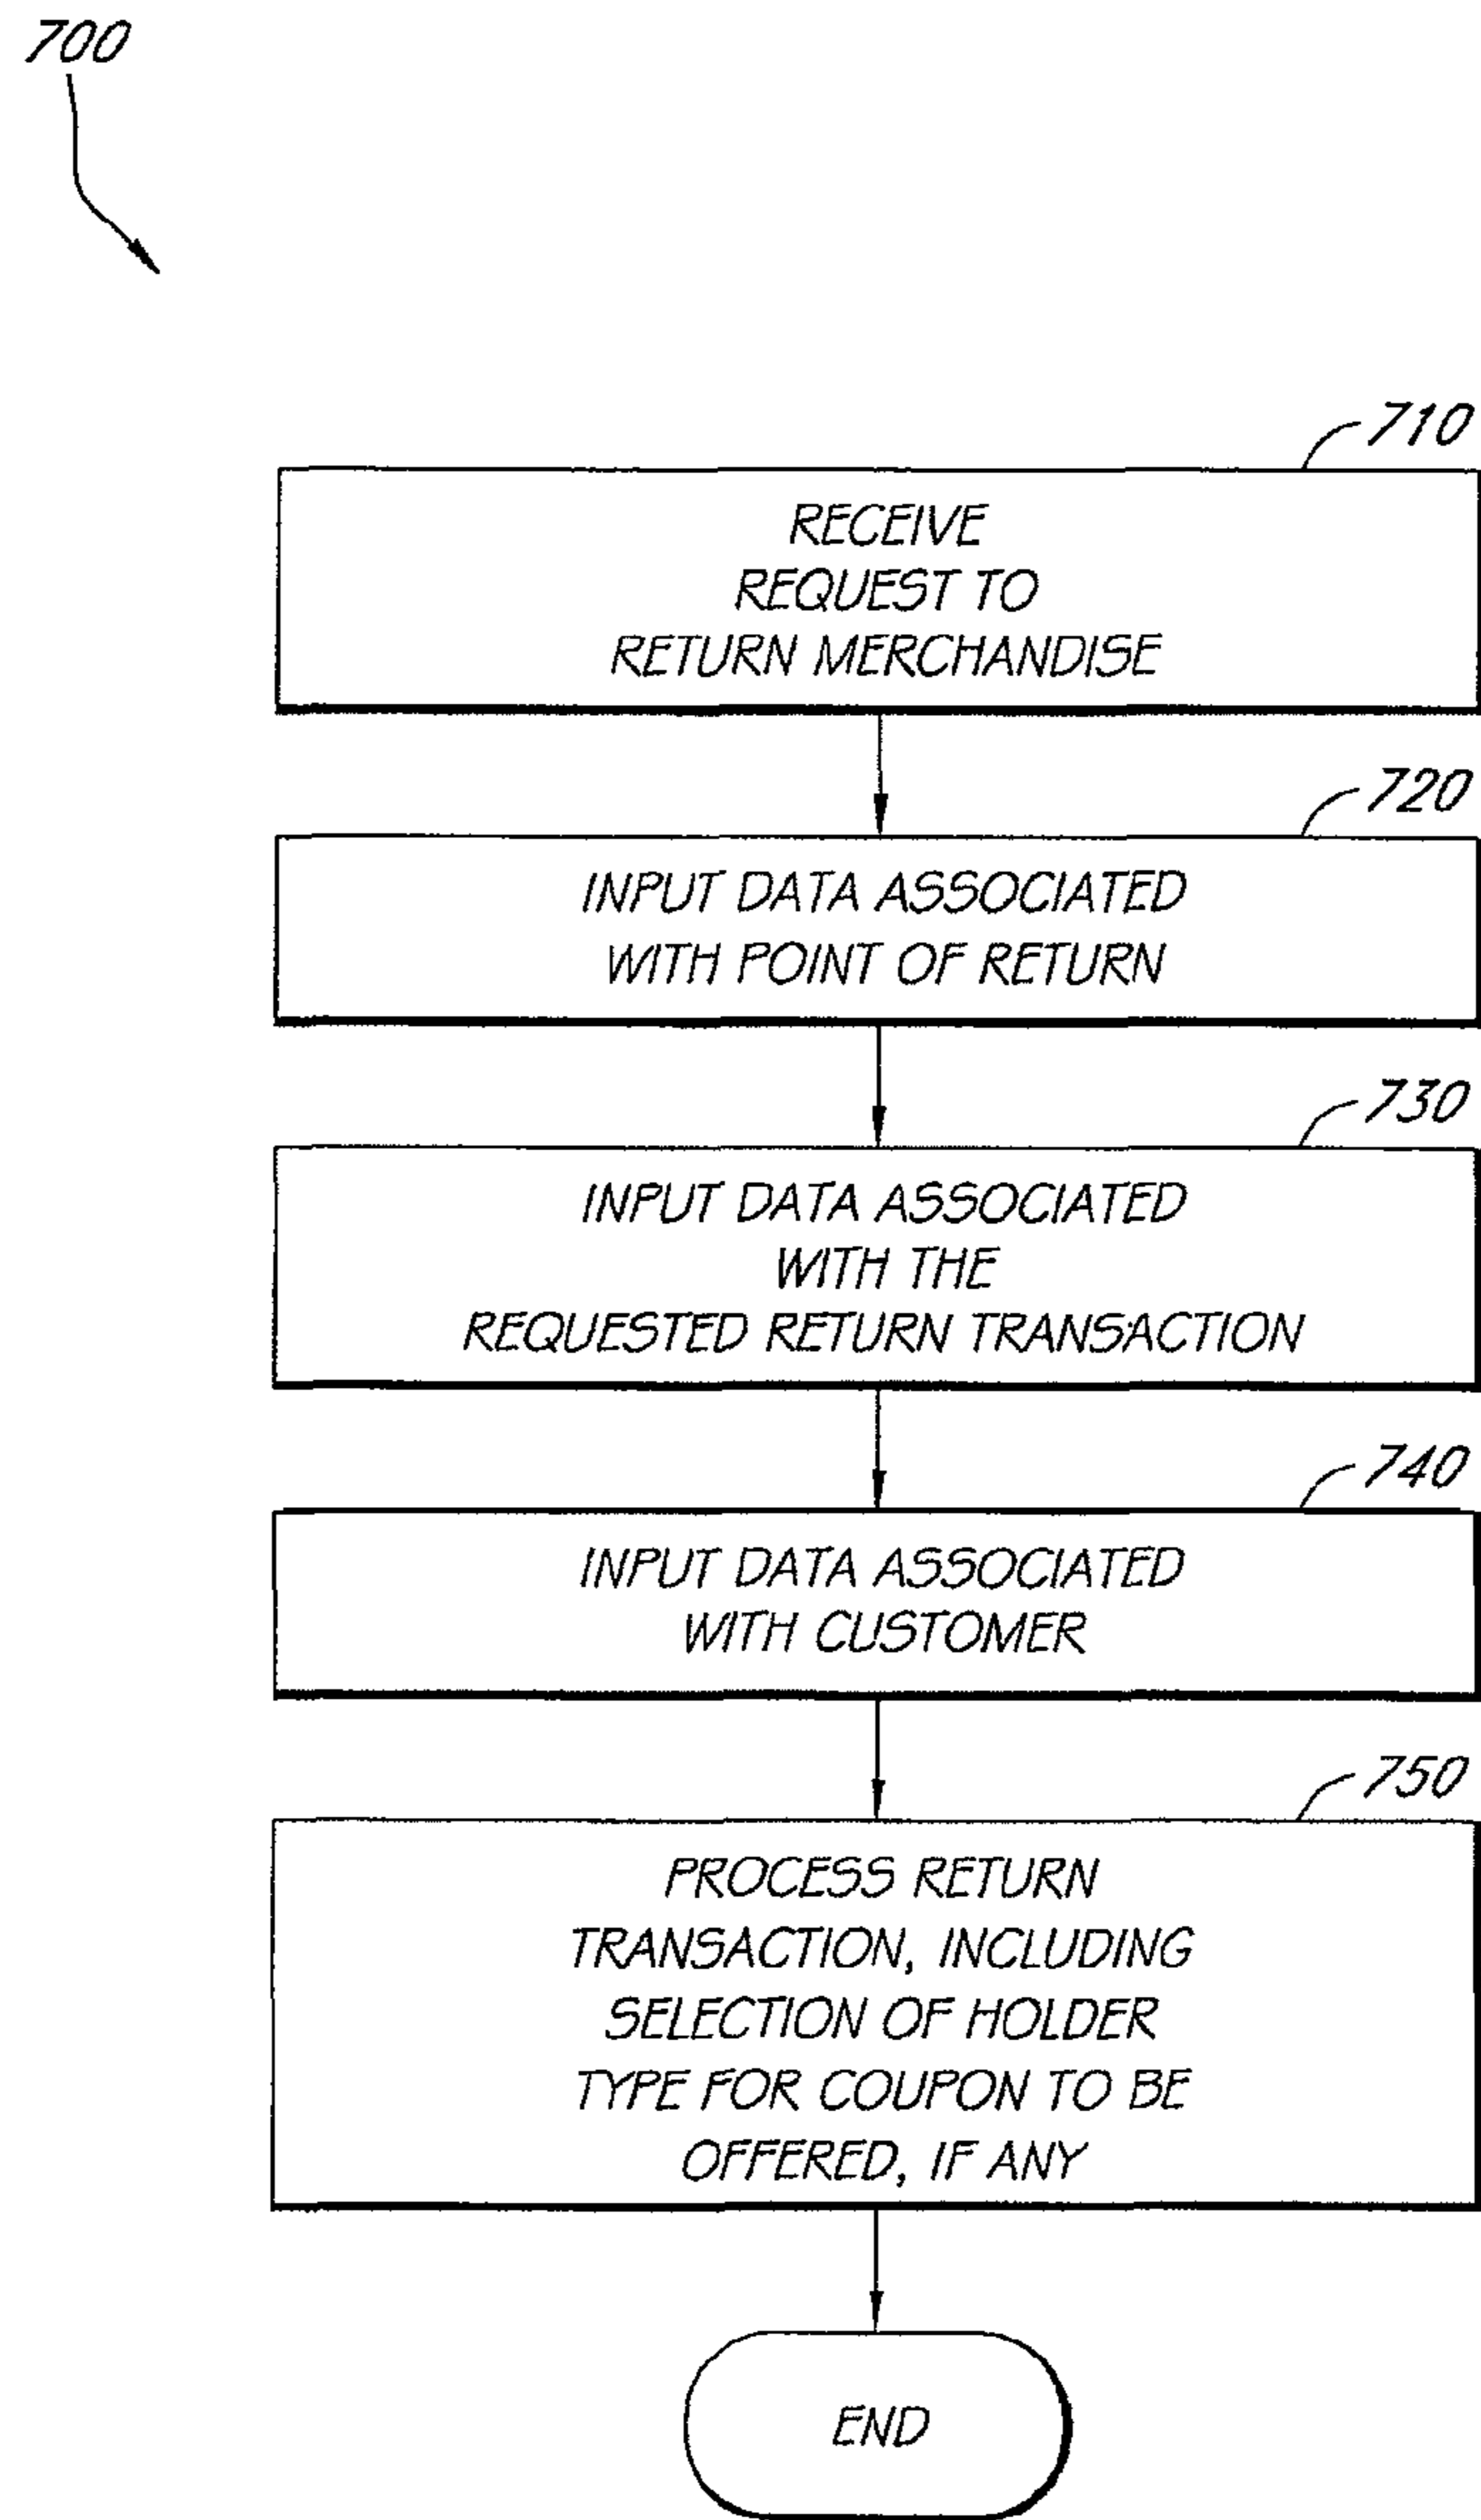 700
710
RECEIVE
REQUEST TO
RETURN MERCHANDISE
720
INPUT DATA ASSOCIATED
WITH POINT OF RETURN
730
INPUT DATA ASSOCIATED
WITH THE
REQUESTED RETURN TRANSACTION
740
INPUT DATA ASSOCIATED
WITH CUSTOMER
750
PROCESS RETURN
TRANSACTION, INCLUDING
SELECTION OF HOLDER
TYPE FOR COUPON TO BE
OFFERED, IF ANY
END